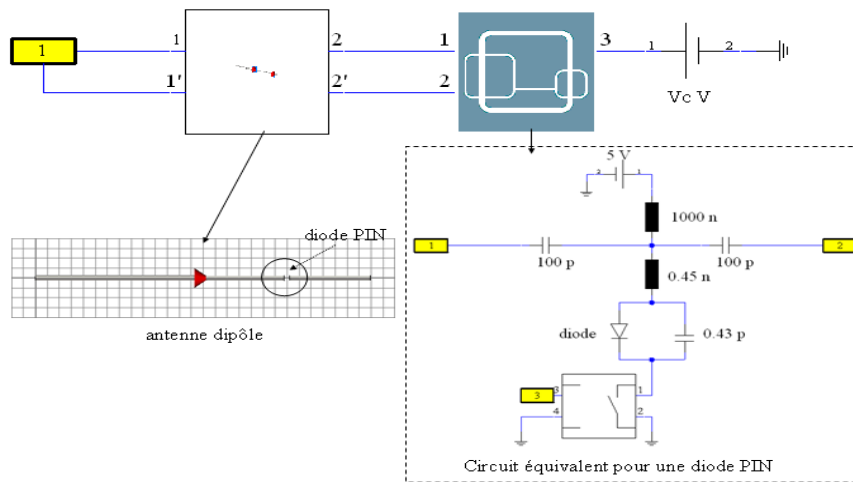 1
1
1'
2
2'
1
2
3
1
2
Vc V
5 V
2
1
1000 n
1
2
100 p
100 p
0.45 n
diode
0.43 p
3
3
4
1
2
Circuit équivalent pour une diode PIN
diode PIN
antenne dipôle